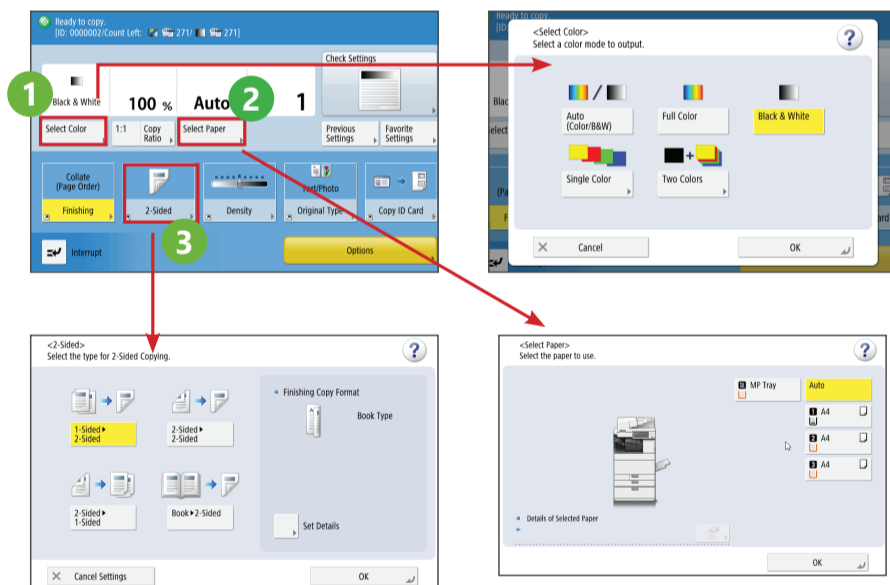 Ready to copy.
[ID: 0000002/Count Left: 271/ 271]
Check Settings
1
Black & White
100 %
Auto
2
1
Select Color
1:1
Copy Ratio
Select Paper
Previous Settings
Favorite Settings
Collate
(Page Order)
Text/Photo
Finishing
2-Sided
Density
Original Type
Copy ID Card
3
Interrupt
Options
Ready to copy.
<Select Color>
Select a color mode to output.
?
Auto
(Color/B&W)
Full Color
Black & White
Single Color
Two Colors
Cancel
OK
<2-Sided>
Select the type for 2-Sided Copying.
?
Finishing Copy Format
Book Type
1-Sided
2-Sided
2-Sided
2-Sided
2-Sided
1-Sided
Book 2-Sided
Set Details
Cancel Settings
OK
<Select Paper>
Select the paper to use.
?
MP Tray
Auto
1 A4
2 A4
3 A4
Details of Selected Paper
OK